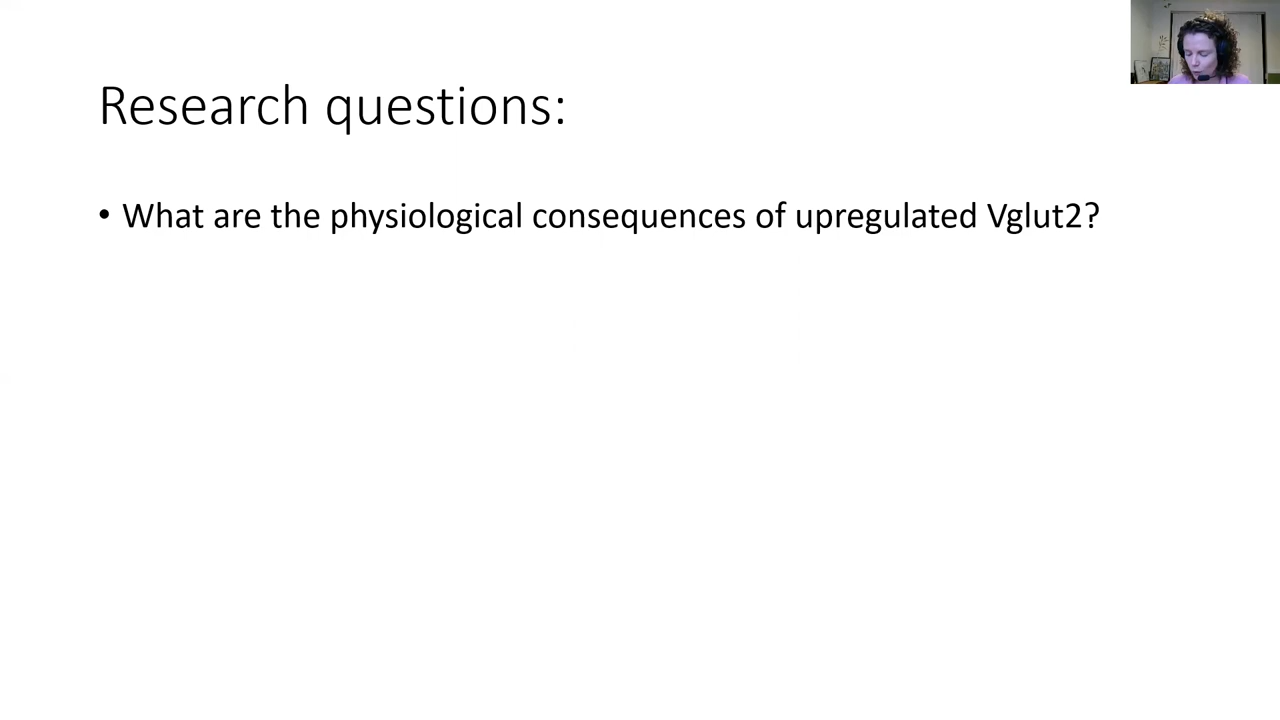 Research questions:
• What are the physiological consequences of upregulated Vglut2?